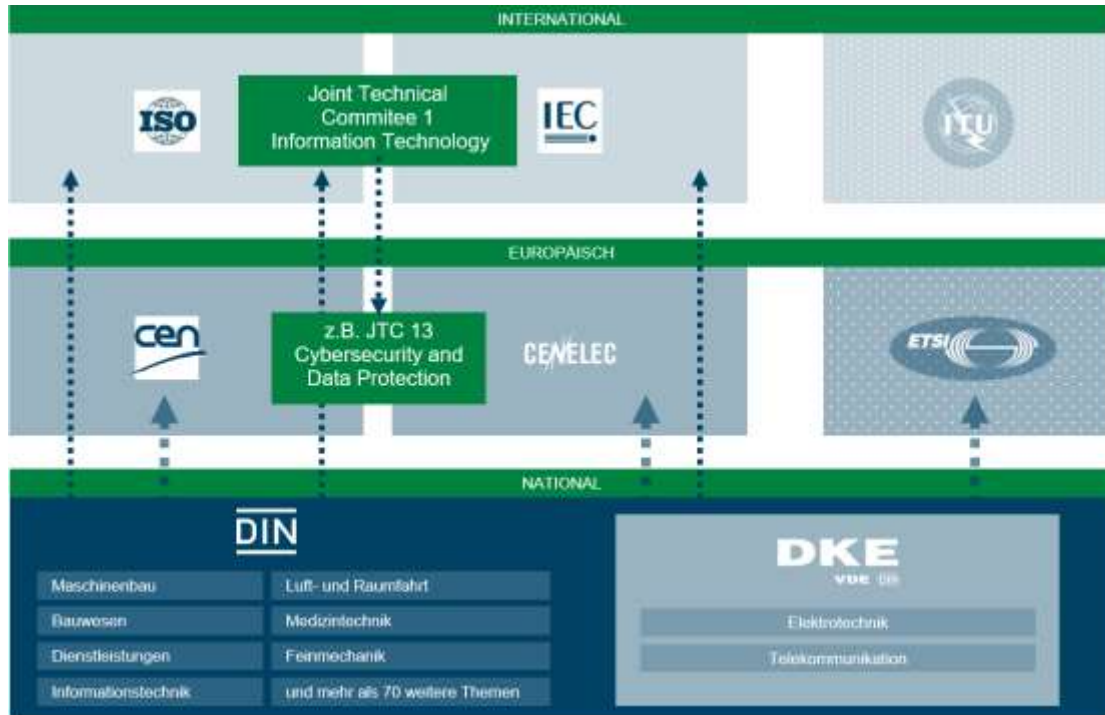 INTERNATIONAL
ISO
Joint Technical
Commitee 1
Information Technology
IEC
ITU
EUROPÄISCH
cen
z.B. JTC 13
Cybersecurity and
Data Protection
CENELEC
ETSI
NATIONAL
DIN
DKE
VDE DIN
Maschinenbau
Luft- und Raumfahrt
Bauwesen
Medizintechnik
Elektrotechnik
Dienstleistungen
Feinmechanik
Telekommunikation
Informationstechnik
und mehr als 70 weitere Themen